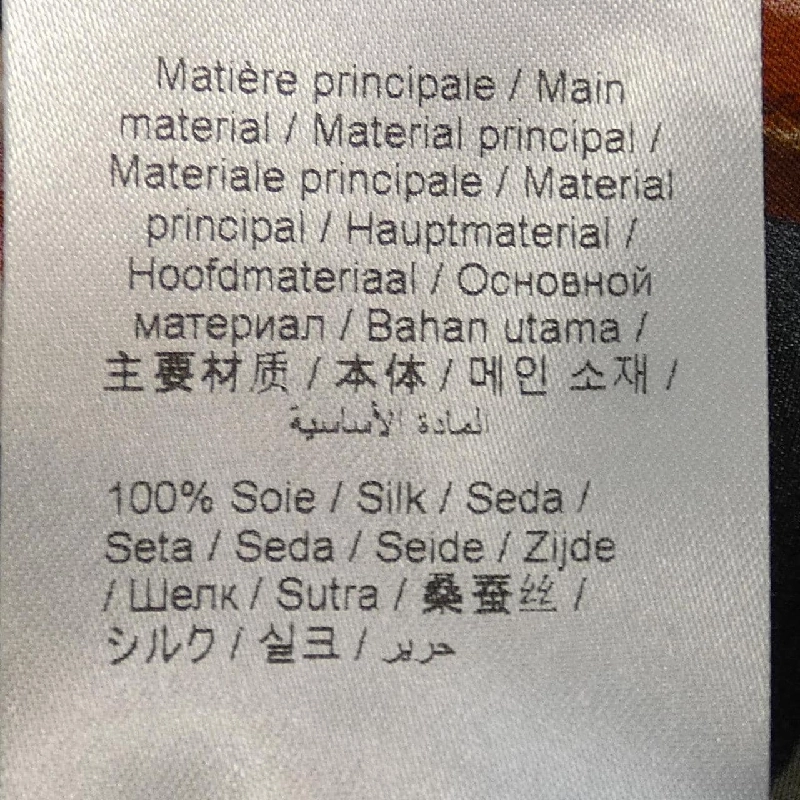 Matière principale / Main
material / Material principal /
Materiale principale / Material
principal / Hauptmaterial /
Hoofdmateriaal / Основной
материал / Bahan utama /
主要材质 / 本体 / 메인 소재 /
المادة الأساسية
100% Soie / Silk / Seda /
Seta / Seda / Seide / Zijde
/ Шелк / Sutra / 桑蚕丝 /
シルク / 실크 / حرير